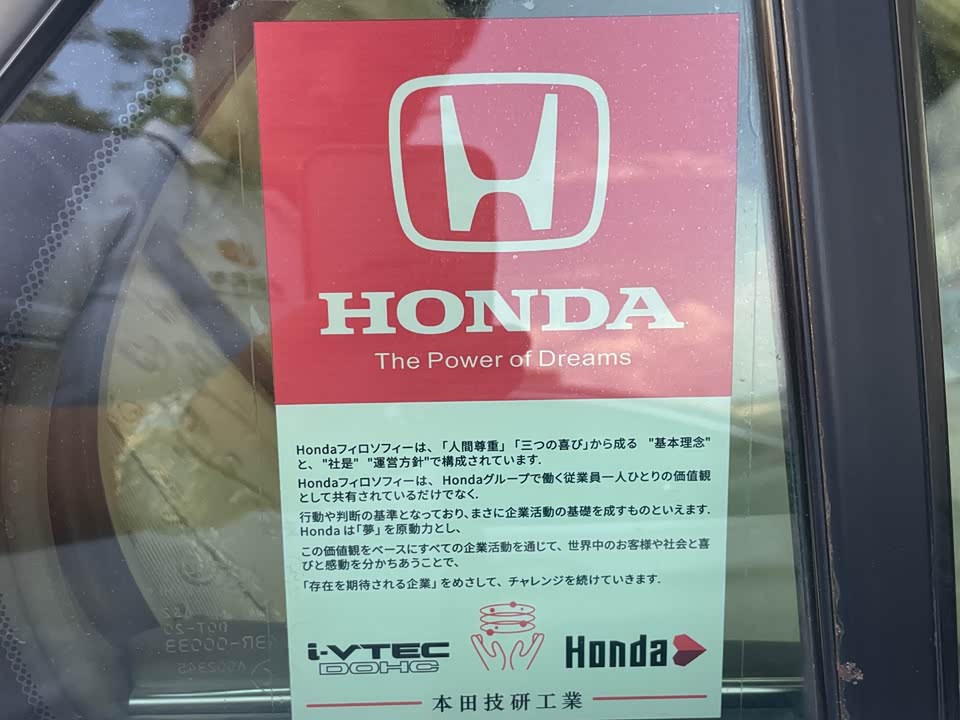 HONDA
The Power of Dreams
Hondaフィロソフィーは、「人間尊重」「三つの喜び」から成る "基本理念"
と、"社是" "運営方針"で構成されています.
Hondaフィロソフィーは、Hondaグループで働く従業員一人ひとりの価値観
として共有されているだけでなく.
行動や判断の基準となっており、まさに企業活動の基礎を成すものといえます.
Honda は「夢」を原動力とし、
この価値観をベースにすべての企業活動を通じて、世界中のお客様や社会と喜
びと感動を分かちあうことで、
「存在を期待される企業」をめざして、チャレンジを続けていきます.
i-VTEC
DOHC
Honda
本田技研工業